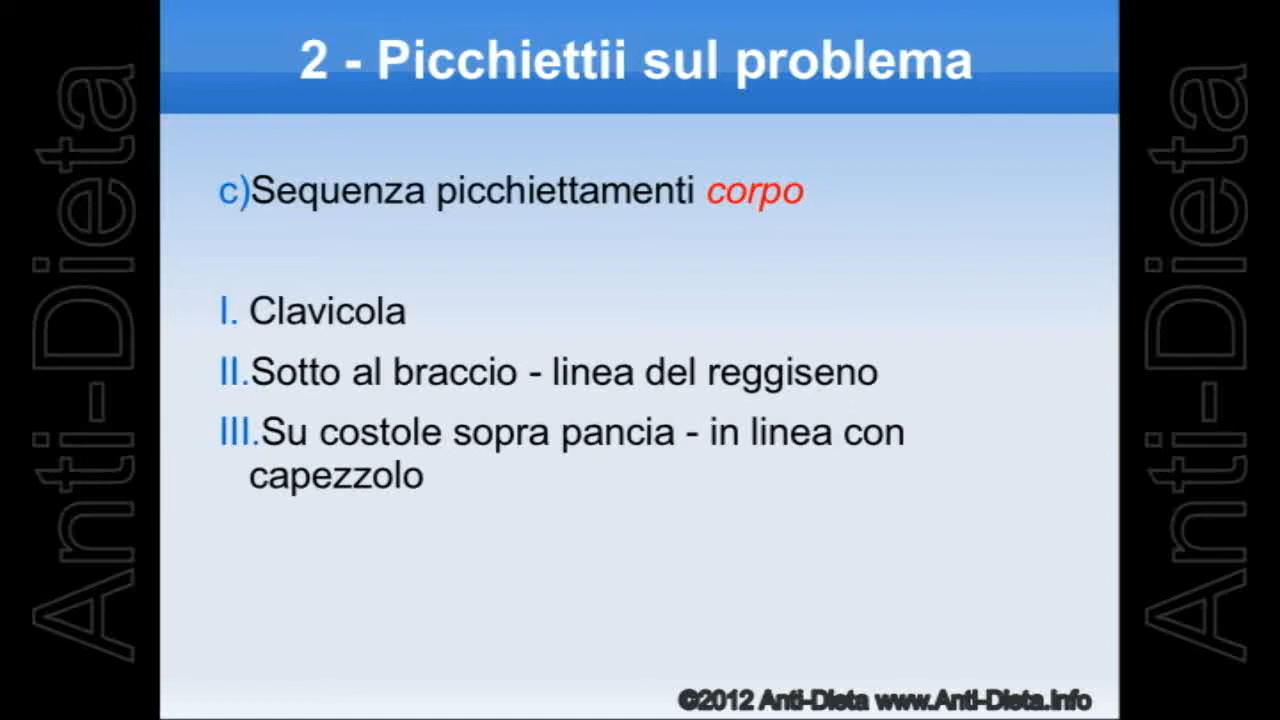 2 - Picchiettii sul problema
c)Sequenza picchiettamenti corpo
I. Clavicola
II.Sotto al braccio - linea del reggiseno
III.Su costole sopra pancia - in linea con
capezzolo
©2012 Anti-Dieta www.Anti-Dieta.info
Anti-Dieta
Anti-Dieta